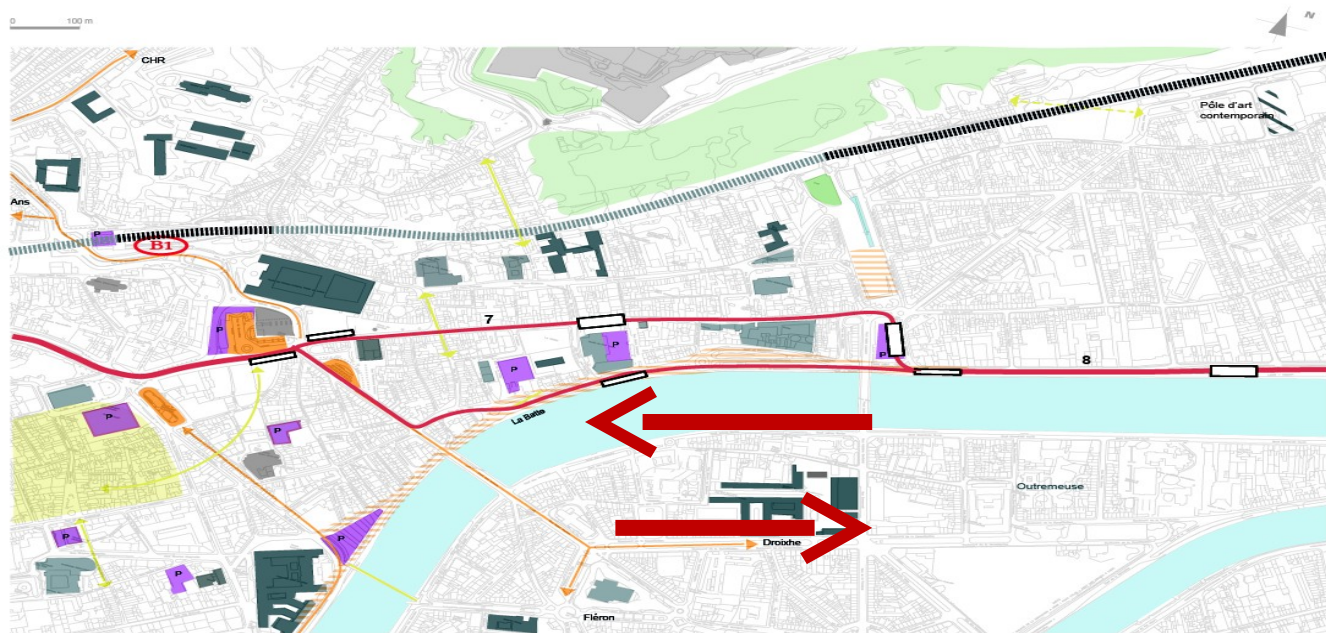 0 100 m
N
CHR
Pôle d'art
contemporain
Ans
P
B1
P
7
P
P
8
P
La Batte
P
P
Outremeuse
P
P
Droixhe
P
Fléron